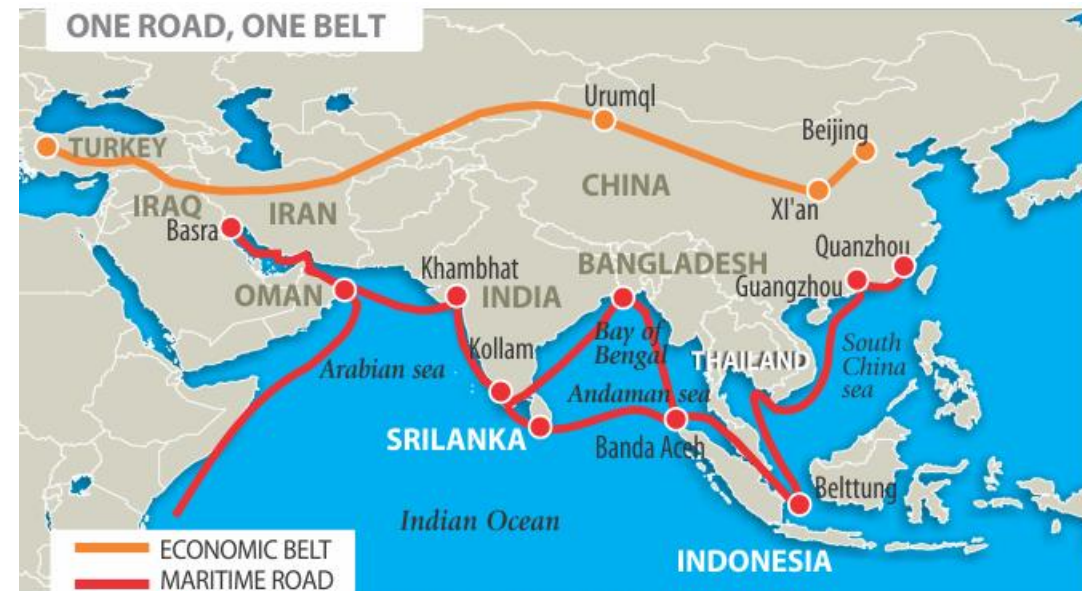 ONE ROAD, ONE BELT
Urumql
Beijing
TURKEY
CHINA
XI'an
IRAQ
IRAN
Basra
Quanzhou
Khambhat
BANGLADESH
Guangzhou
OMAN
INDIA
Bay of
Bengal
Kollam
THAILAND
South
China
sea
Arabian sea
Andaman sea
SRILANKA
Banda Aceh
Belttung
Indian Ocean
INDONESIA
ECONOMIC BELT
MARITIME ROAD